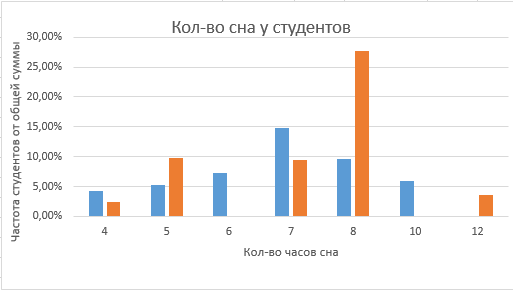 Кол-во сна у студентов
Частота студентов от общей суммы
30,00%
25,00%
20,00%
15,00%
10,00%
5,00%
0,00%
4 5 6 7 8 10 12
Кол-во часов сна